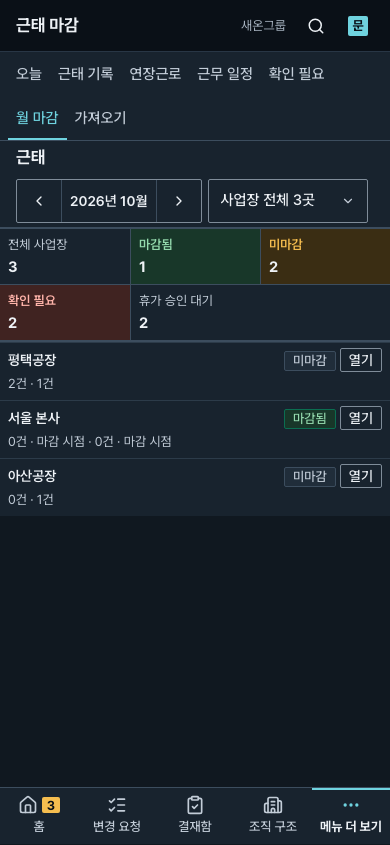 근태 마감
새온그룹
문
오늘
근태 기록
연장근로
근무 일정
확인 필요
월 마감
가져오기
근태
2026년 10월
사업장 전체 3곳
전체 사업장
3
마감됨
1
미마감
2
확인 필요
2
휴가 승인 대기
2
평택공장
미마감
열기
2건 · 1건
서울 본사
마감됨
열기
0건 · 마감 시점 · 0건 · 마감 시점
아산공장
미마감
열기
0건 · 1건
3
홈
변경 요청
결재함
조직 구조
메뉴 더 보기